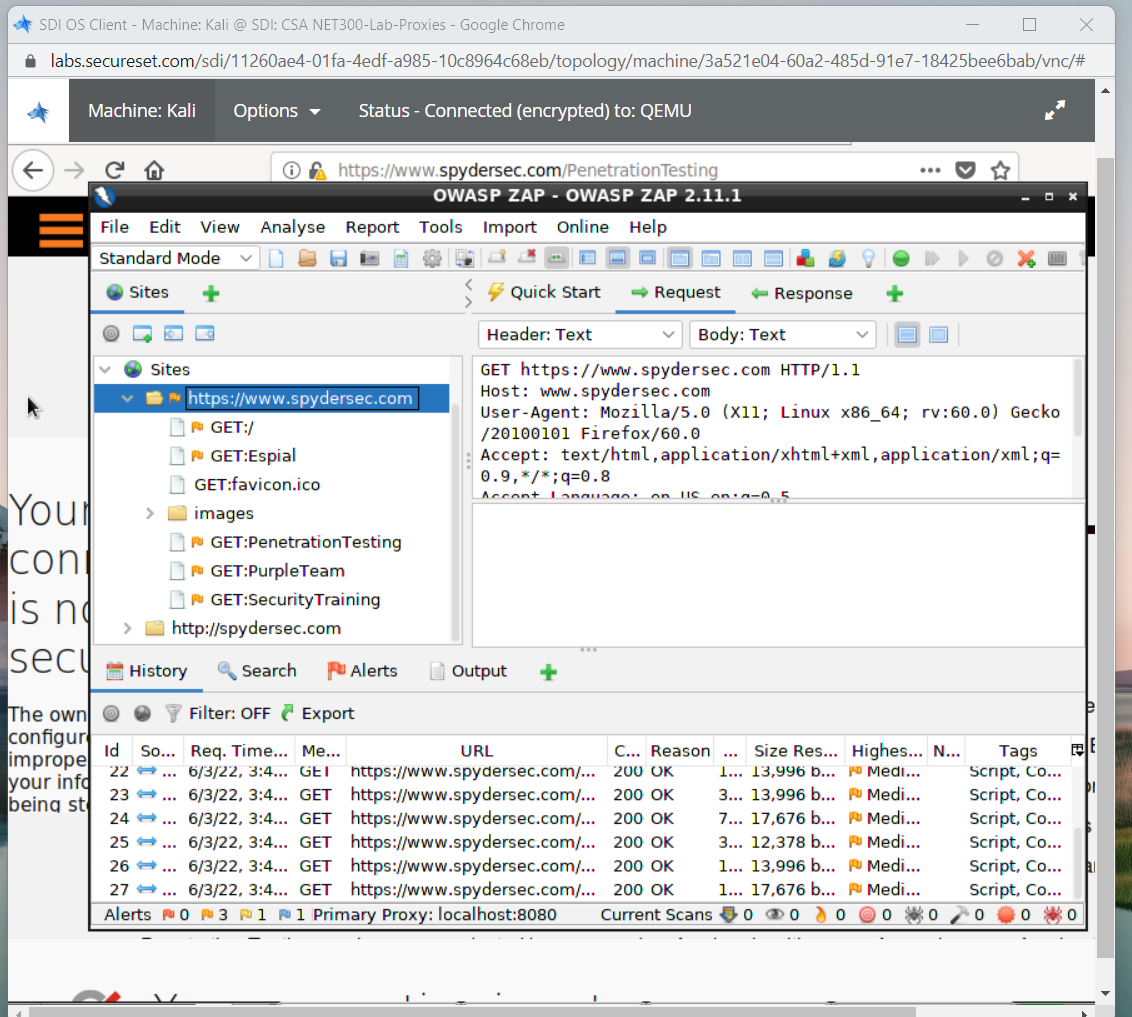 SDI OS Client - Machine: Kali @ SDI: CSA NET300-Lab-Proxies - Google Chrome
labs.secureset.com/sdi/11260ae4-01fa-4edf-a985-10c8964c68eb/topology/machine/3a521e04-60a2-485d-91e7-18425bee6bab/vnc/#
Machine: Kali Options Status - Connected (encrypted) to: QEMU
https://www.spydersec.com/PenetrationTesting
OWASP ZAP - OWASP ZAP 2.11.1
File Edit View Analyse Report Tools Import Online Help
Standard Mode
Sites Quick Start Request Response
Header: Text Body: Text
Sites
https://www.spydersec.com
GET:/
GET:Espial
GET:favicon.ico
images
GET:PenetrationTesting
GET:PurpleTeam
GET:SecurityTraining
http://spydersec.com
GET https://www.spydersec.com HTTP/1.1
Host: www.spydersec.com
User-Agent: Mozilla/5.0 (X11; Linux x86_64; rv:60.0) Gecko
/20100101 Firefox/60.0
Accept: text/html,application/xhtml+xml,application/xml;q=
0.9,*/*;q=0.8
Accept-Language: en-US,en;q=0.5
Your
conn
is no
secu
The own
configure
imprope
your info
being sto
History Search Alerts Output
Filter: OFF Export
Id So... Req. Time... Me... URL C... Reason ... Size Res... Highes... N... Tags
22 ... 6/3/22, 3:4... GET https://www.spydersec.com/... 200 OK 1... 13,996 b... Medi... Script, Co...
23 ... 6/3/22, 3:4... GET https://www.spydersec.com/... 200 OK 3... 13,996 b... Medi... Script, Co...
24 ... 6/3/22, 3:4... GET https://www.spydersec.com/... 200 OK 7... 17,676 b... Medi... Script, Co...
25 ... 6/3/22, 3:4... GET https://www.spydersec.com/... 200 OK 3... 12,378 b... Medi... Script, Co...
26 ... 6/3/22, 3:4... GET https://www.spydersec.com/... 200 OK 1... 13,996 b... Medi... Script, Co...
27 ... 6/3/22, 3:4... GET https://www.spydersec.com/... 200 OK 1... 17,676 b... Medi... Script, Co...
Alerts 0 3 1 1 Primary Proxy: localhost:8080 Current Scans 0 0 0 0 0 0 0 0